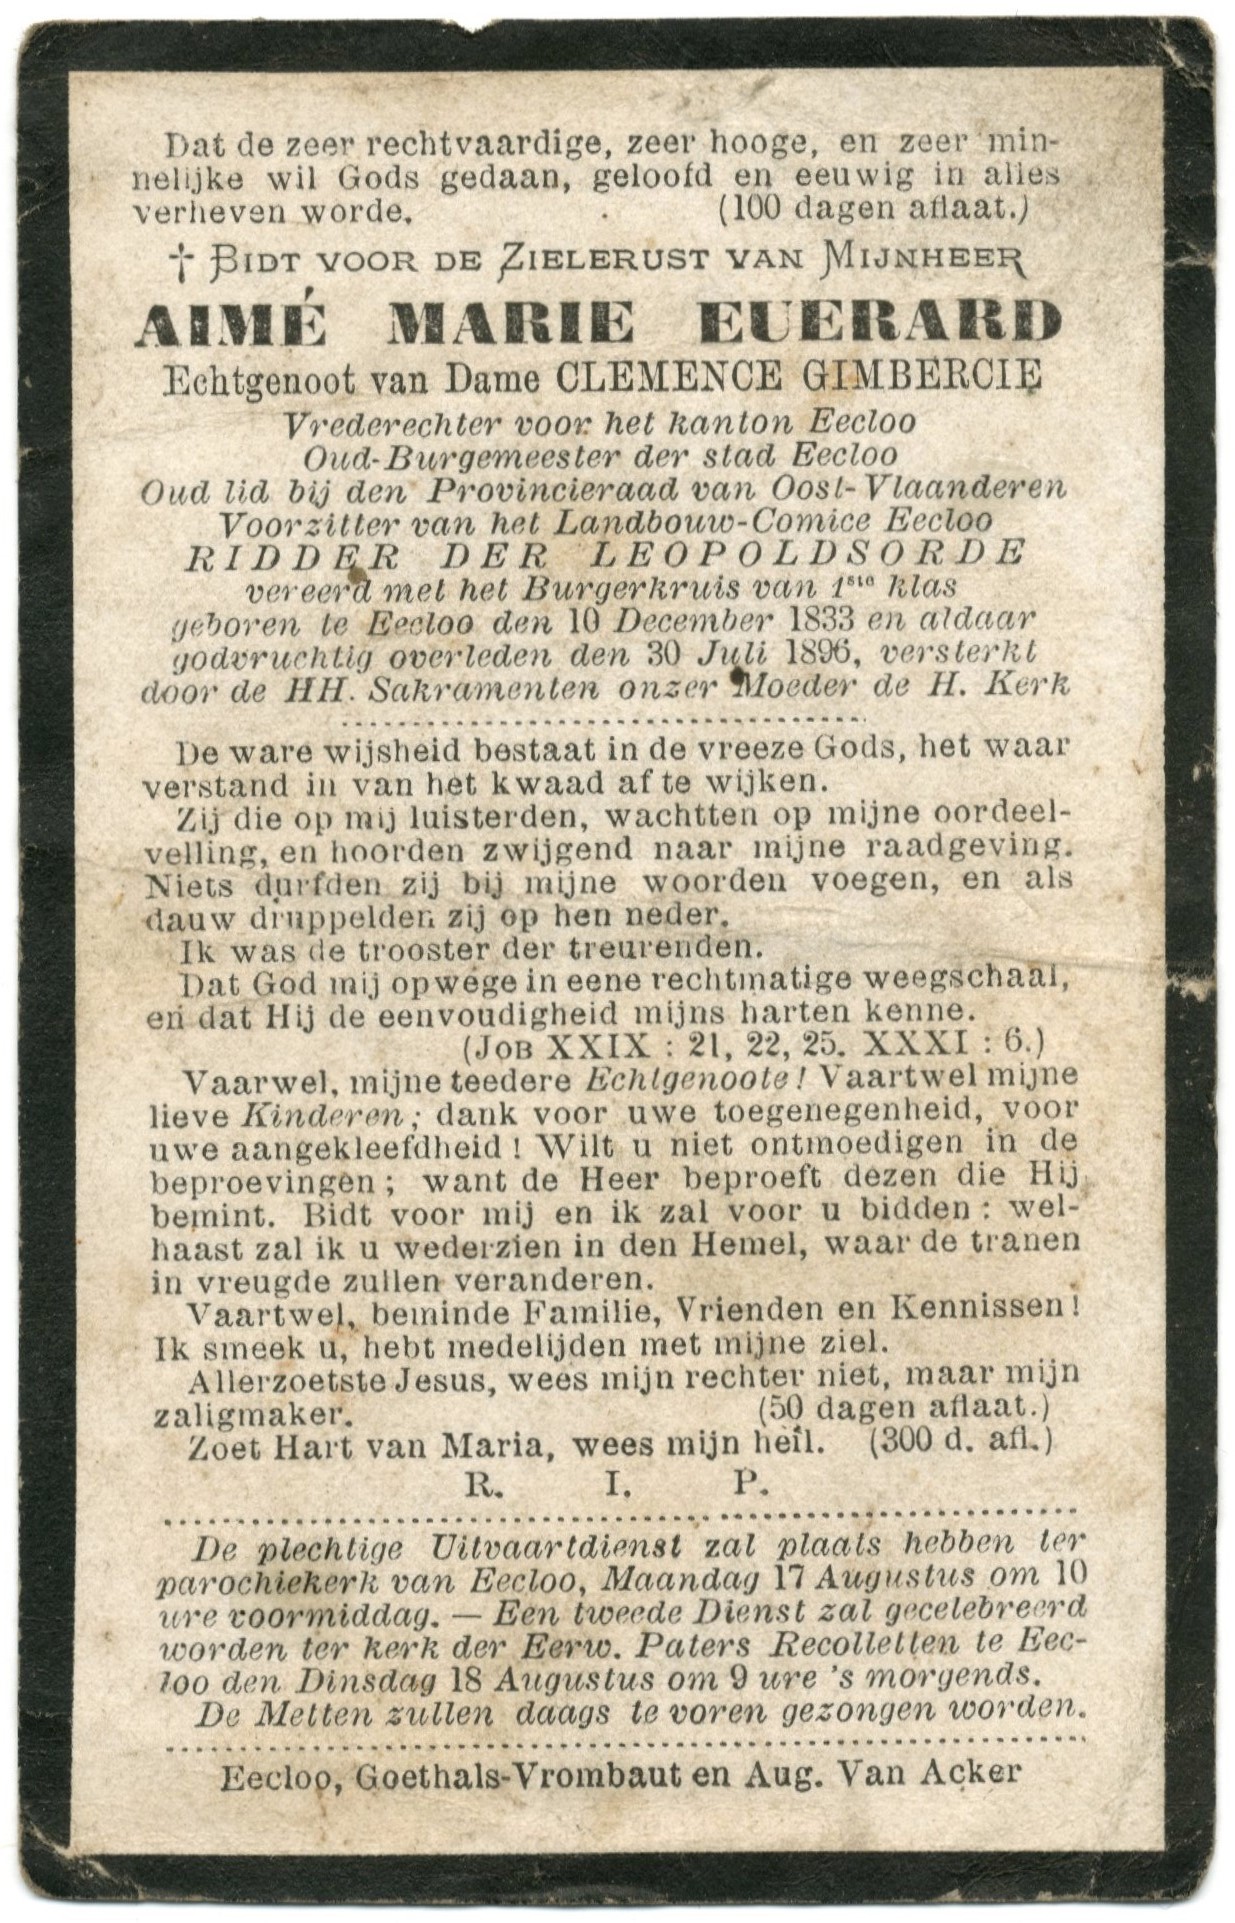 Dat de zeer rechtvaardige, zeer hooge, en zeer min-
nelijke wil Gods gedaan, geloofd en eeuwig in alles
verheven worde. (100 dagen aflaat.)
† BIDT VOOR DE ZIELERUST VAN MIJNHEER
AIMÉ MARIE EUERARD
Echtgenoot van Dame CLEMENCE GIMBERCIE
Vrederechter voor het kanton Eecloo
Oud-Burgemeester der stad Eecloo
Oud lid bij den Provincieraad van Oost-Vlaanderen
Voorzitter van het Landbouw-Comice Eecloo
RIDDER DER LEOPOLDSORDE
vereerd met het Burgerkruis van 1ste klas
geboren te Eecloo den 10 December 1833 en aldaar
godvruchtig overleden den 30 Juli 1896, versterkt
door de HH. Sakramenten onzer Moeder de H. Kerk
De ware wijsheid bestaat in de vreeze Gods, het waar
verstand in van het kwaad af te wijken.
Zij die op mij luisterden, wachtten op mijne oordeel-
velling, en hoorden zwijgend naar mijne raadgeving.
Niets durfden zij bij mijne woorden voegen, en als
dauw druppelden zij op hen neder.
Ik was de trooster der treurenden.
Dat God mij opwege in eene rechtmatige weegschaal,
en dat Hij de eenvoudigheid mijns harten kenne.
(JOB XXIX : 21, 22, 25. XXXI : 6.)
Vaarwel, mijne teedere Echtgenoote! Vaartwel mijne
lieve Kinderen; dank voor uwe toegenegenheid, voor
uwe aangekleefdheid! Wilt u niet ontmoedigen in de
beproevingen; want de Heer beproeft dezen die Hij
bemint. Bidt voor mij en ik zal voor u bidden: wel-
haast zal ik u wederzien in den Hemel, waar de tranen
in vreugde zullen veranderen.
Vaartwel, beminde Familie, Vrienden en Kennissen!
Ik smeek u, hebt medelijden met mijne ziel.
Allerzoetste Jesus, wees mijn rechter niet, maar mijn
zaligmaker. (50 dagen aflaat.)
Zoet Hart van Maria, wees mijn heil. (300 d. afl.)
R. I. P.
De plechtige Uitvaartdienst zal plaats hebben ter
parochiekerk van Eecloo, Maandag 17 Augustus om 10
ure voormiddag. — Een tweede Dienst zal gecelebreerd
worden ter kerk der Eerw. Paters Recolletten te Eec-
loo den Dinsdag 18 Augustus om 9 ure 's morgends.
De Metten zullen daags te voren gezongen worden.
Eecloo, Goethals-Vrombaut en Aug. Van Acker